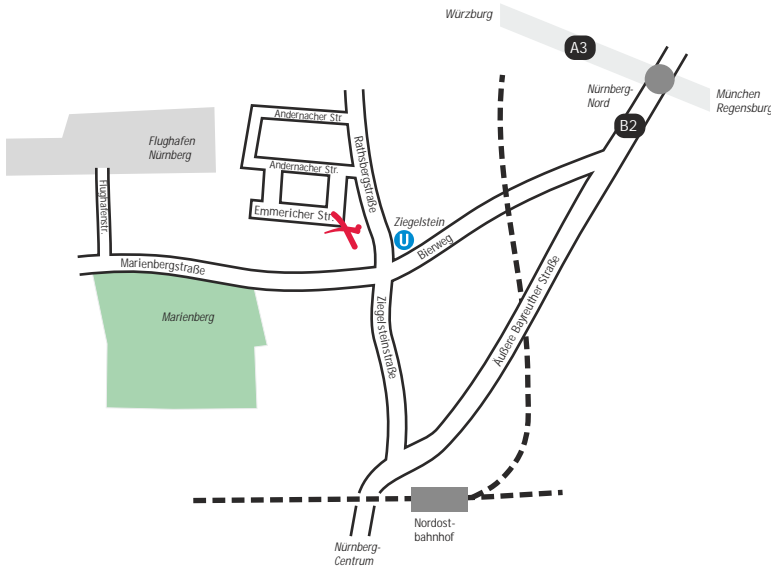 Würzburg
A3
Nürnberg-
Nord
München
Regensburg
B2
Andernacher Str.
Flughafen
Nürnberg
Rathsbergstraße
Andernacher Str.
Flughafenstr.
Emmericher Str.
Ziegelstein
U
Bierweg
Marienbergstraße
Marienberg
Ziegelsteinstraße
Äußere Bayreuther Straße
Nordost-
bahnhof
Nürnberg-
Centrum